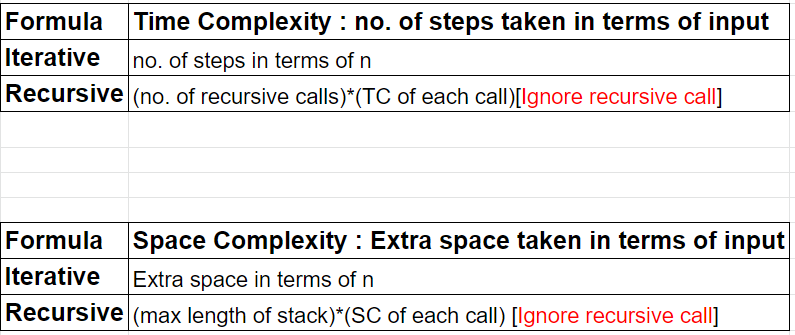 Formula Time Complexity : no. of steps taken in terms of input
Iterative no. of steps in terms of n
Recursive (no. of recursive calls)*(TC of each call)[Ignore recursive call]
Formula Space Complexity : Extra space taken in terms of input
Iterative Extra space in terms of n
Recursive (max length of stack)*(SC of each call) [Ignore recursive call]